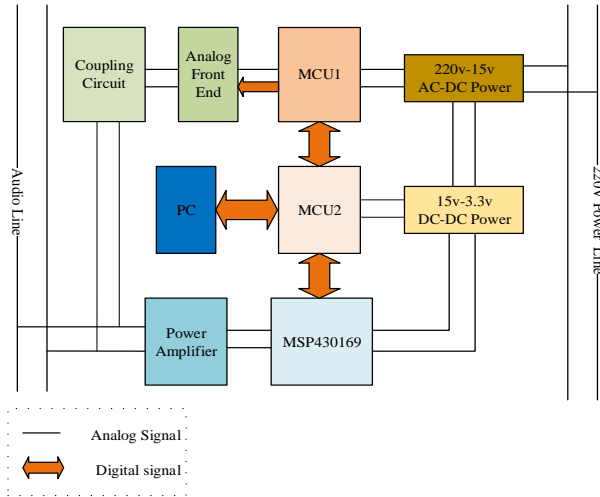 Coupling
Circuit
Analog
Front
End
MCU1
220v-15v
AC-DC Power
Audio Line
PC
MCU2
15v-3.3v
DC-DC Power
220v Power Line
Power
Amplifier
MSP430169
Analog Signal
Digital signal